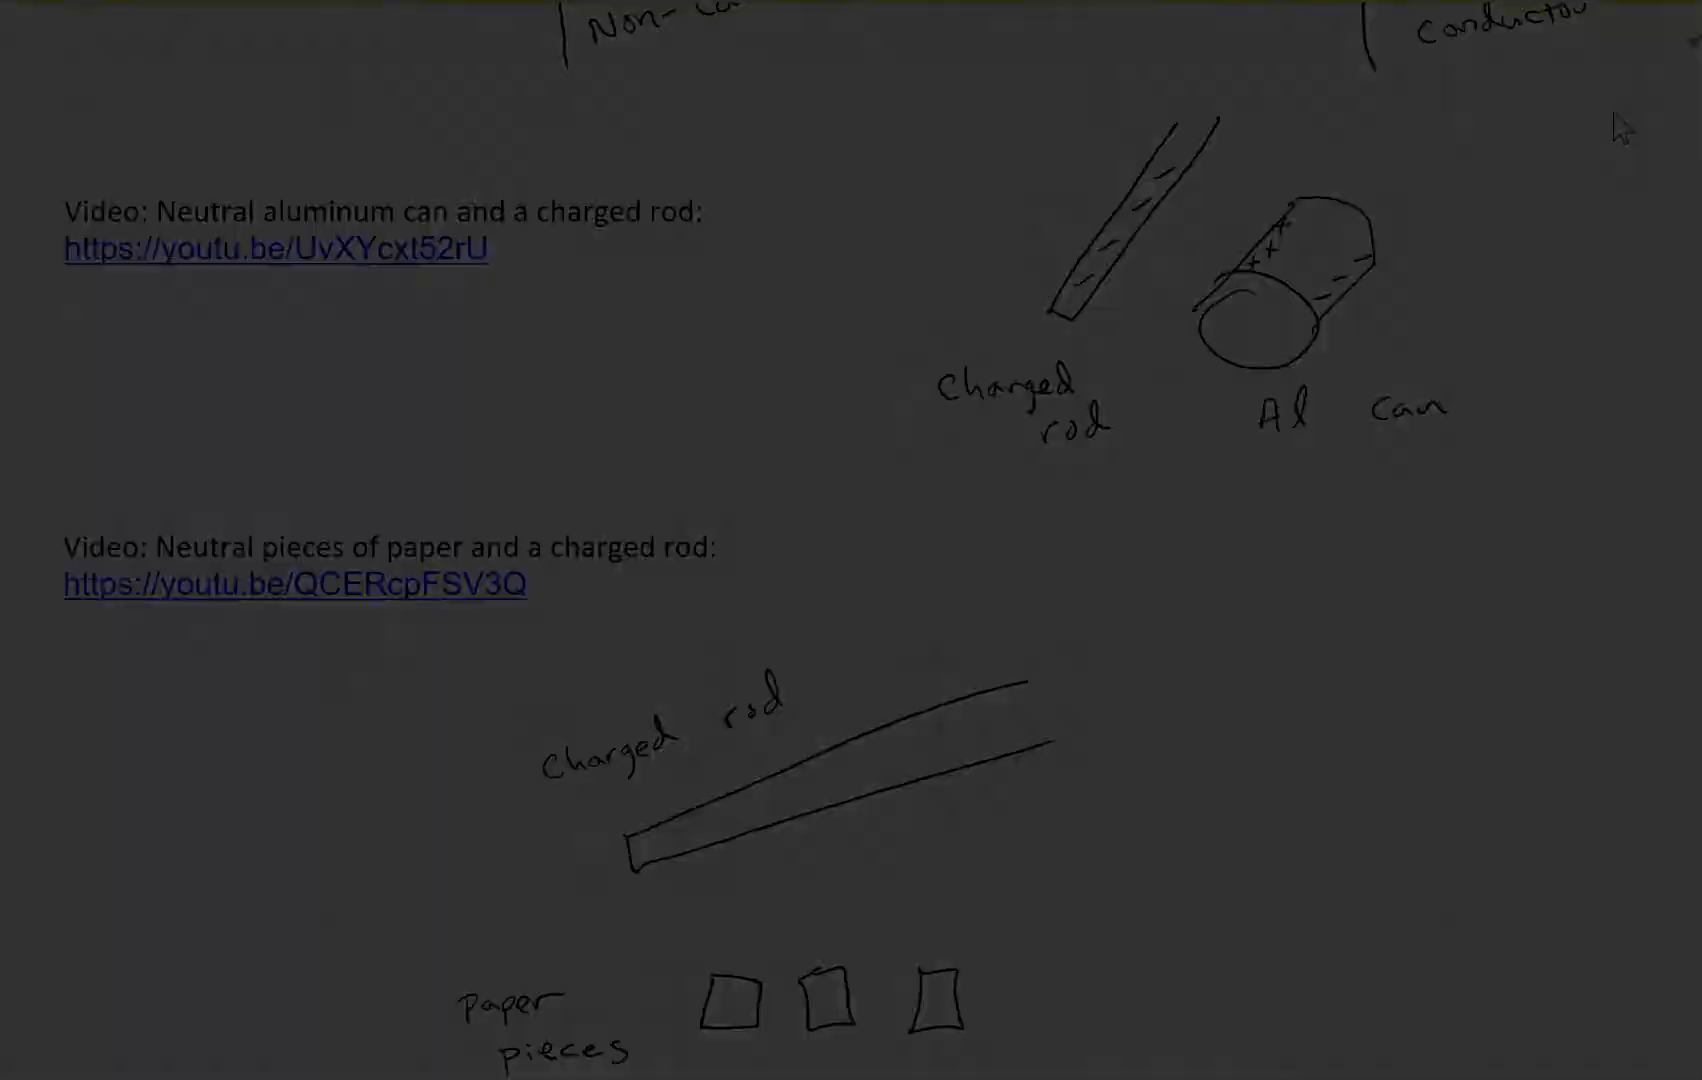 Non-
Conductor
Video: Neutral aluminum can and a charged rod:
https://youtu.be/UvXYcxt52rU
Charged
rod
Al can
Video: Neutral pieces of paper and a charged rod:
https://youtu.be/QCERcpFSV3Q
Charged rod
paper
pieces